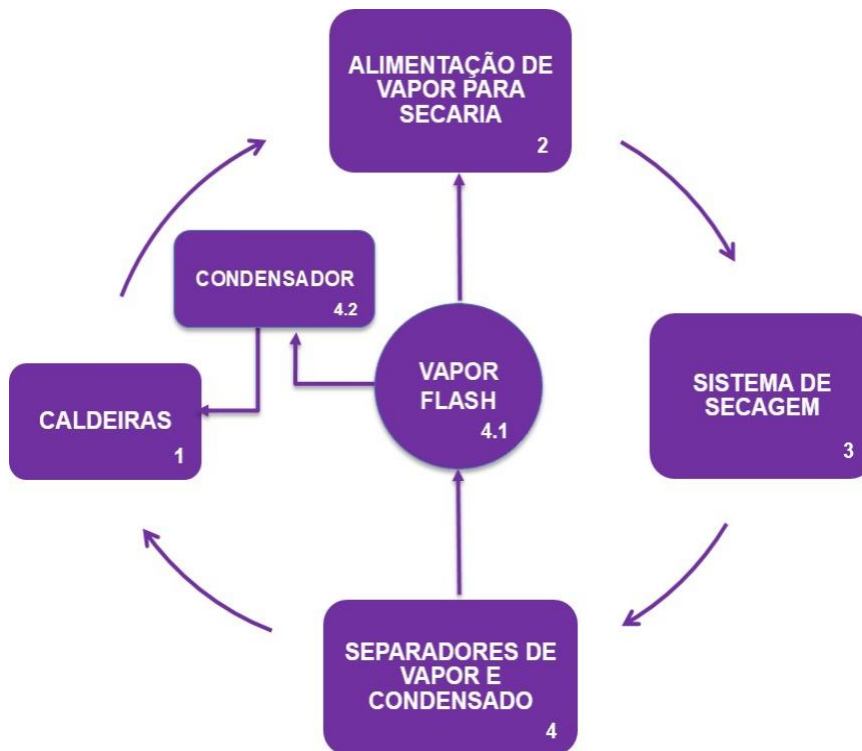 ALIMENTAÇÃO DE
VAPOR PARA
SECARIA
2
CONDENSADOR
4.2
CALDEIRAS
1
VAPOR
FLASH
4.1
SISTEMA DE
SECAGEM
3
SEPARADORES DE
VAPOR E
CONDENSADO
4